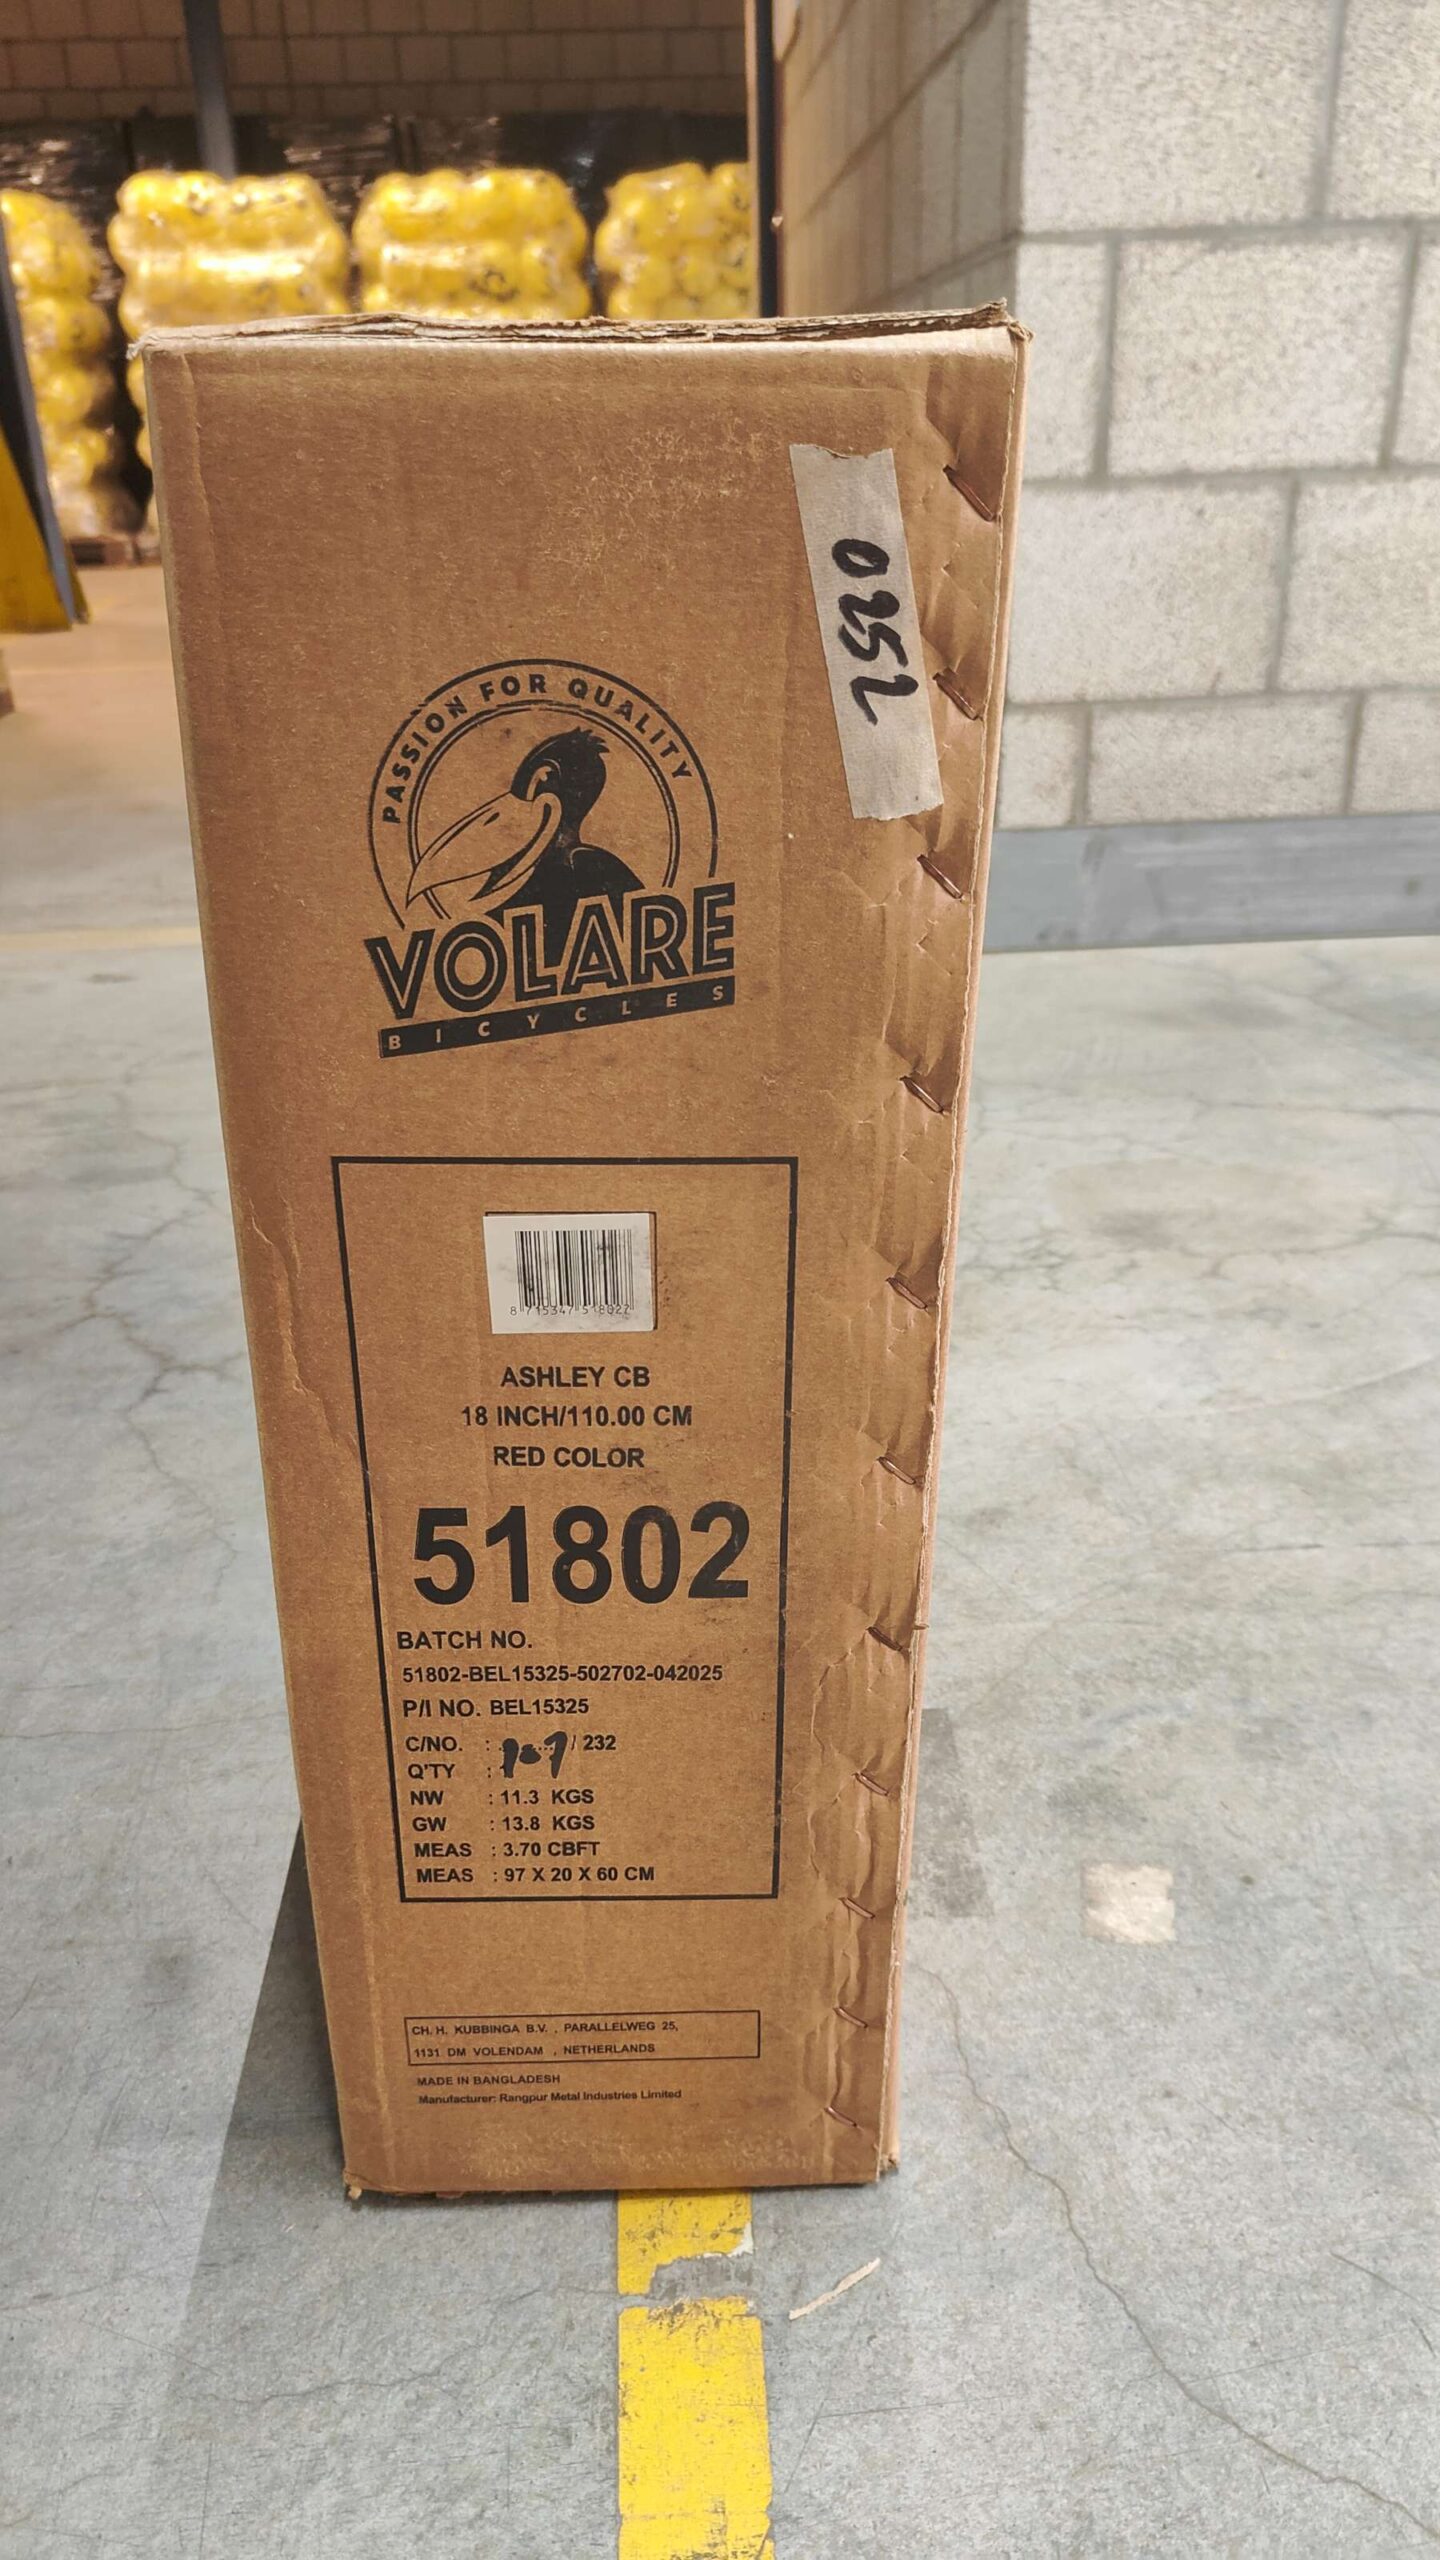 0252
PASSION FOR QUALITY
VOLARE
BICYCLES
8 715347 518022
ASHLEY CB
18 INCH/110.00 CM
RED COLOR
51802
BATCH NO.
51802-BEL15325-502702-042025
P/I NO. BEL15325
C/NO. : / 232
Q'TY :
NW : 11.3 KGS
GW : 13.8 KGS
MEAS : 3.70 CBFT
MEAS : 97 X 20 X 60 CM
CH. H. KUBBINGA B.V. , PARALLELWEG 25,
1131 DM VOLENDAM , NETHERLANDS
MADE IN BANGLADESH
Manufacturer: Rangpur Metal Industries Limited